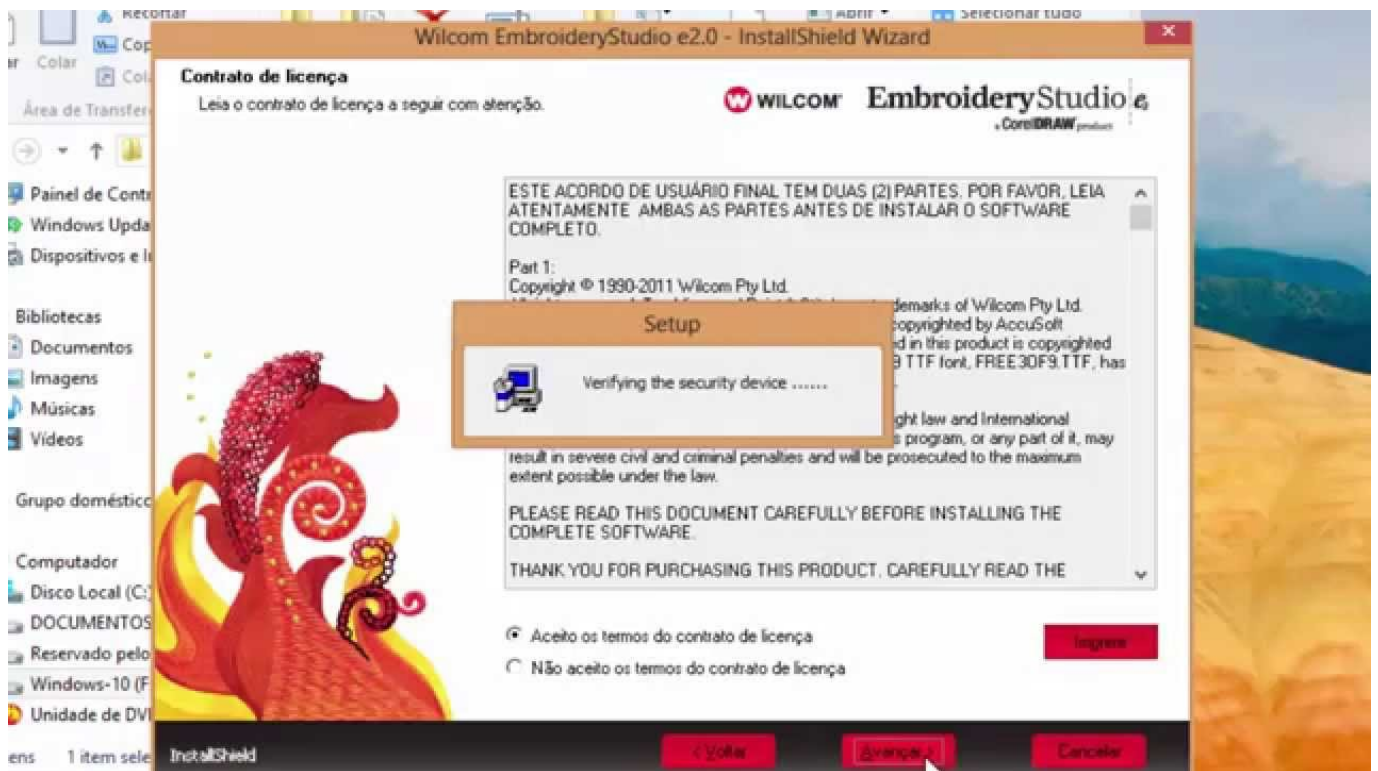 Recortar
Abrir
Selecionar tudo
Cop
Colar
Col
Área de Transfer
Painel de Contr
Windows Upda
Dispositivos e I
Bibliotecas
Documentos
Imagens
Músicas
Vídeos
Grupo doméstico
Computador
Disco Local (C:)
DOCUMENTOS
Reservado pelo
Windows-10 (F
Unidade de DV
ens 1 item sele
Wilcom EmbroideryStudio e2.0 - InstallShield Wizard
Contrato de licença
Leia o contrato de licença a seguir com atenção.
WILCOM EmbroideryStudio e
a CorelDRAW product
ESTE ACORDO DE USUÁRIO FINAL TEM DUAS (2) PARTES. POR FAVOR, LEIA
ATENTAMENTE AMBAS AS PARTES ANTES DE INSTALAR O SOFTWARE
COMPLETO.
Part 1:
Copyright © 1990-2011 Wilcom Pty Ltd.
demarks of Wilcom Pty Ltd.
copyrighted by AccuSoft
ed in this product is copyrighted
TTF font, FREE3OF9.TTF, has
ght law and International
s program, or any part of it, may
result in severe civil and criminal penalties and will be prosecuted to the maximum
extent possible under the law.
PLEASE READ THIS DOCUMENT CAREFULLY BEFORE INSTALLING THE
COMPLETE SOFTWARE.
THANK YOU FOR PURCHASING THIS PRODUCT. CAREFULLY READ THE
Setup
Verifying the security device ......
Aceito os termos do contrato de licença
Imprimir
Não aceito os termos do contrato de licença
InstallShield
< Voltar
Avançar >
Cancelar